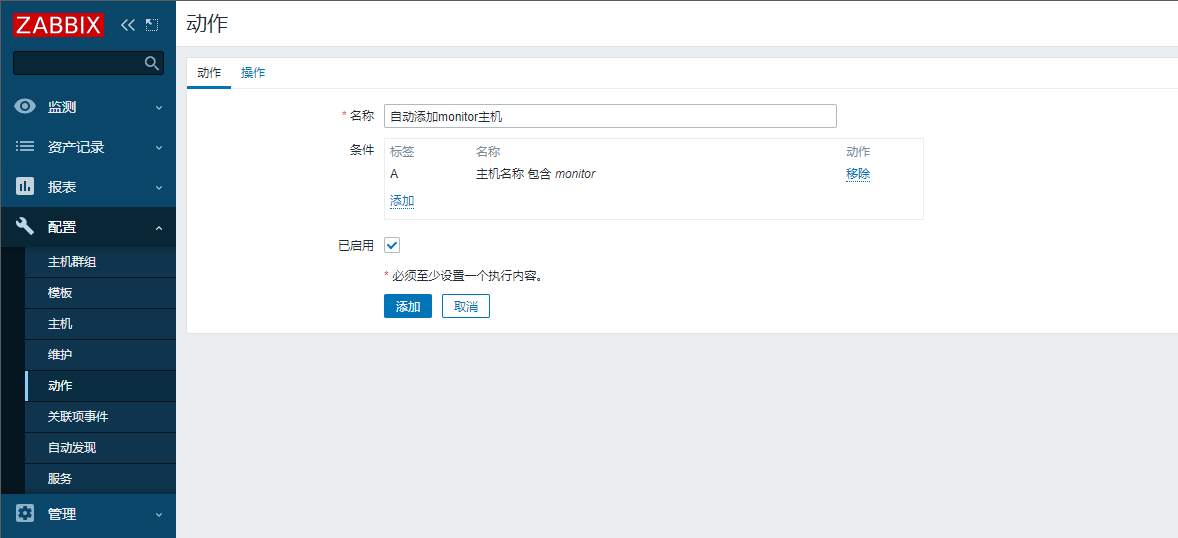 ZABBIX
动作
监测
资产记录
报表
配置
主机群组
模板
主机
维护
动作
关联项事件
自动发现
服务
管理
动作 操作
* 名称 自动添加monitor主机
条件 标签 名称 动作
A 主机名称 包含 monitor 移除
添加
已启用
* 必须至少设置一个执行内容。
添加 取消